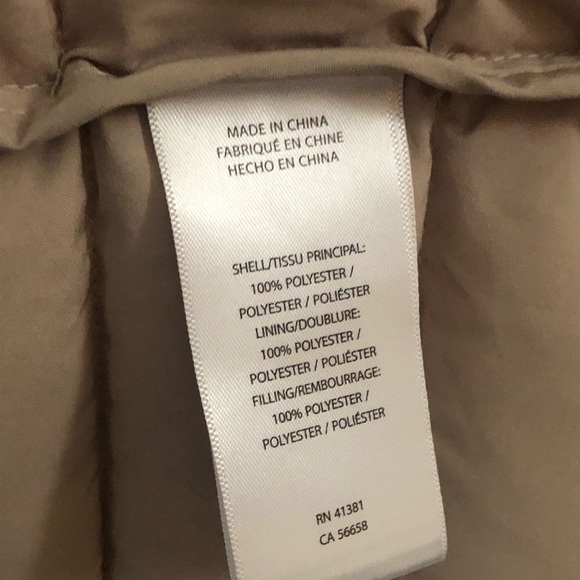 MADE IN CHINA
FABRIQUÉ EN CHINE
HECHO EN CHINA
SHELL/TISSU PRINCIPAL:
100% POLYESTER /
POLYESTER / POLIÉSTER
LINING/DOUBLURE:
100% POLYESTER /
POLYESTER / POLIÉSTER
FILLING/REMBOURRAGE:
100% POLYESTER /
POLYESTER / POLIÉSTER
RN 41381
CA 56658